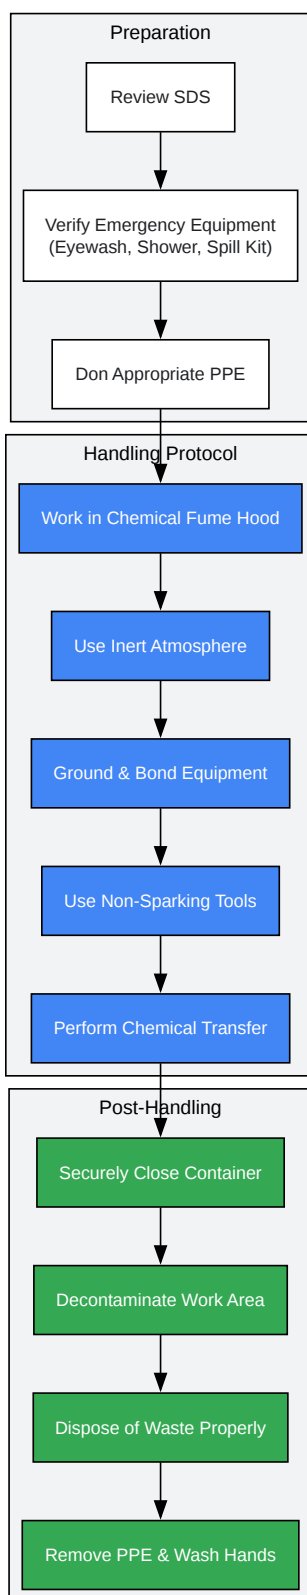 Preparation
Review SDS
Verify Emergency Equipment
(Eyewash, Shower, Spill Kit)
Don Appropriate PPE
Handling Protocol
Work in Chemical Fume Hood
Use Inert Atmosphere
Ground & Bond Equipment
Use Non-Sparking Tools
Perform Chemical Transfer
Post-Handling
Securely Close Container
Decontaminate Work Area
Dispose of Waste Properly
Remove PPE & Wash Hands